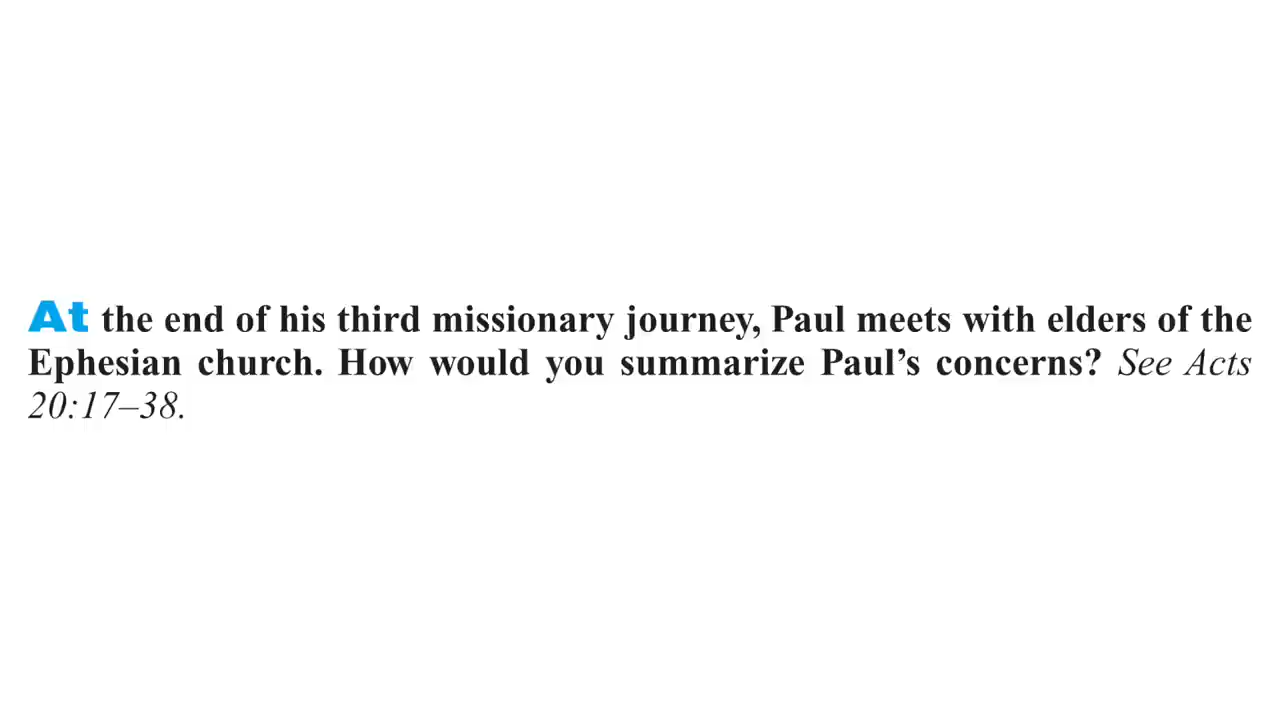 At the end of his third missionary journey, Paul meets with elders of the
Ephesian church. How would you summarize Paul’s concerns? See Acts
20:17–38.